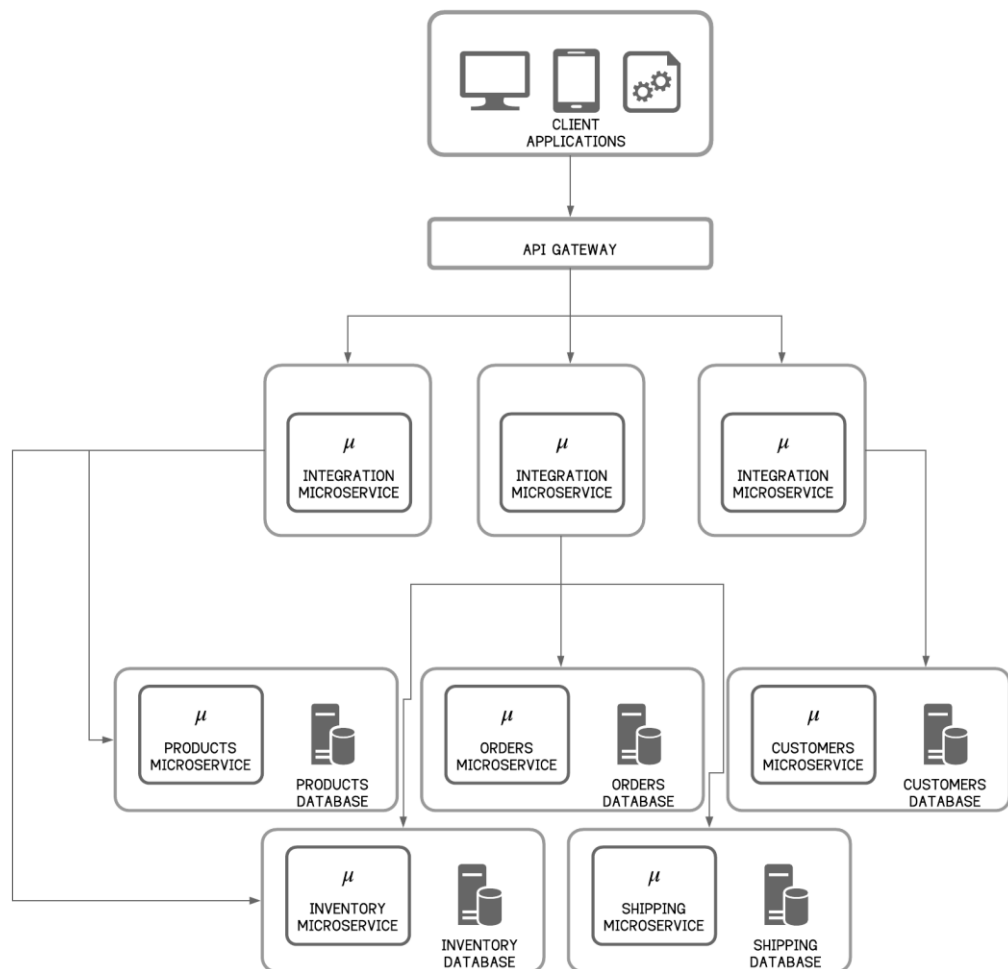 CLIENT
APPLICATIONS
API GATEWAY
μ
INTEGRATION
MICROSERVICE
μ
INTEGRATION
MICROSERVICE
μ
INTEGRATION
MICROSERVICE
μ
PRODUCTS
MICROSERVICE
PRODUCTS
DATABASE
μ
ORDERS
MICROSERVICE
ORDERS
DATABASE
μ
CUSTOMERS
MICROSERVICE
CUSTOMERS
DATABASE
μ
INVENTORY
MICROSERVICE
INVENTORY
DATABASE
μ
SHIPPING
MICROSERVICE
SHIPPING
DATABASE